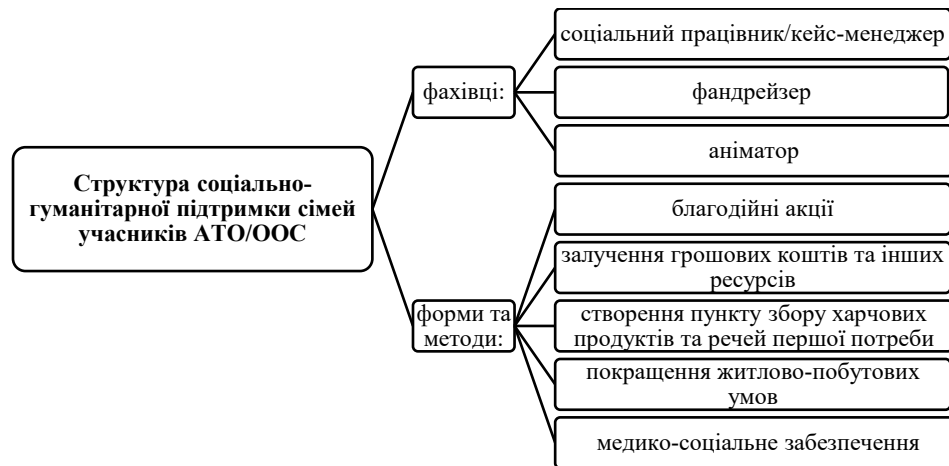 Структура соціально-
гуманітарної підтримки сімей
учасників АТО/ООС
фахівці:
соціальний працівник/кейс-менеджер
фандрейзер
аніматор
форми та
методи:
благодійні акції
залучення грошових коштів та інших
ресурсів
створення пункту збору харчових
продуктів та речей першої потреби
покращення житлово-побутових
умов
медико-соціальне забезпечення